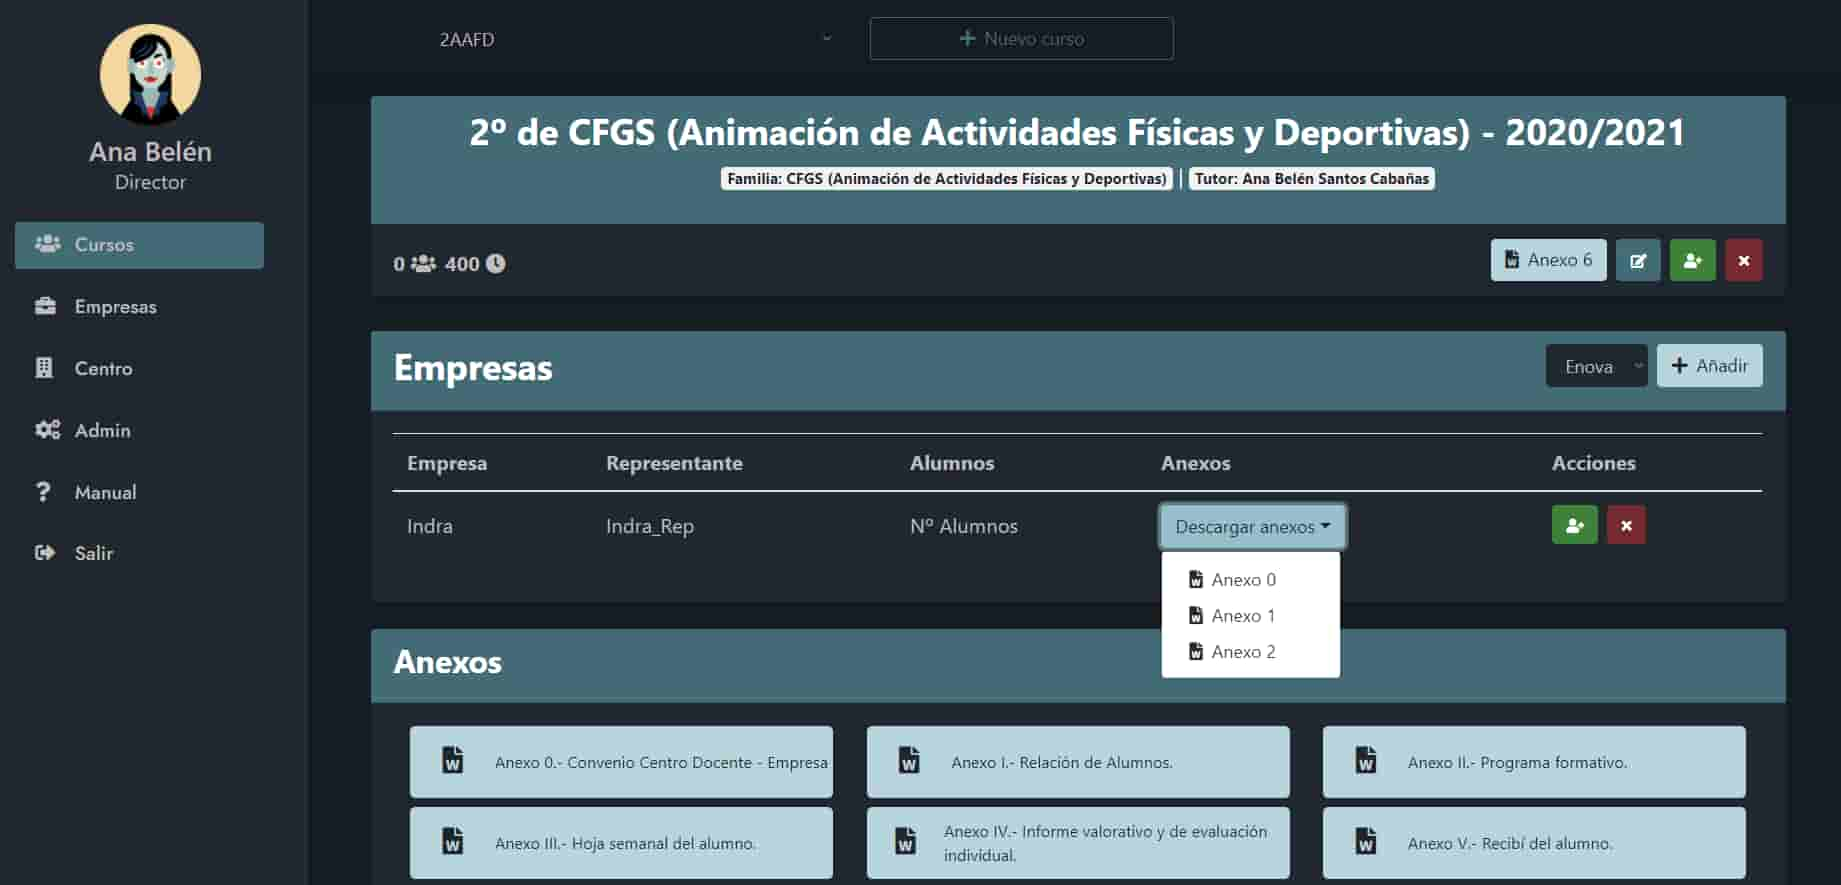 Ana Belén
Director
Cursos
Empresas
Centro
Admin
Manual
Salir
2AAFD
Nuevo curso
2º de CFGS (Animación de Actividades Físicas y Deportivas) - 2020/2021
Familia: CFGS (Animación de Actividades Físicas y Deportivas) | Tutor: Ana Belén Santos Cabañas
0 400
Anexo 6
Empresas
Enova
Añadir
Empresa Representante Alumnos Anexos Acciones
Indra Indra_Rep Nº Alumnos Descargar anexos
Anexo 0
Anexo 1
Anexo 2
Anexos
Anexo 0.- Convenio Centro Docente - Empresa
Anexo I.- Relación de Alumnos.
Anexo II.- Programa formativo.
Anexo III.- Hoja semanal del alumno.
Anexo IV.- Informe valorativo y de evaluación
individual.
Anexo V.- Recibí del alumno.